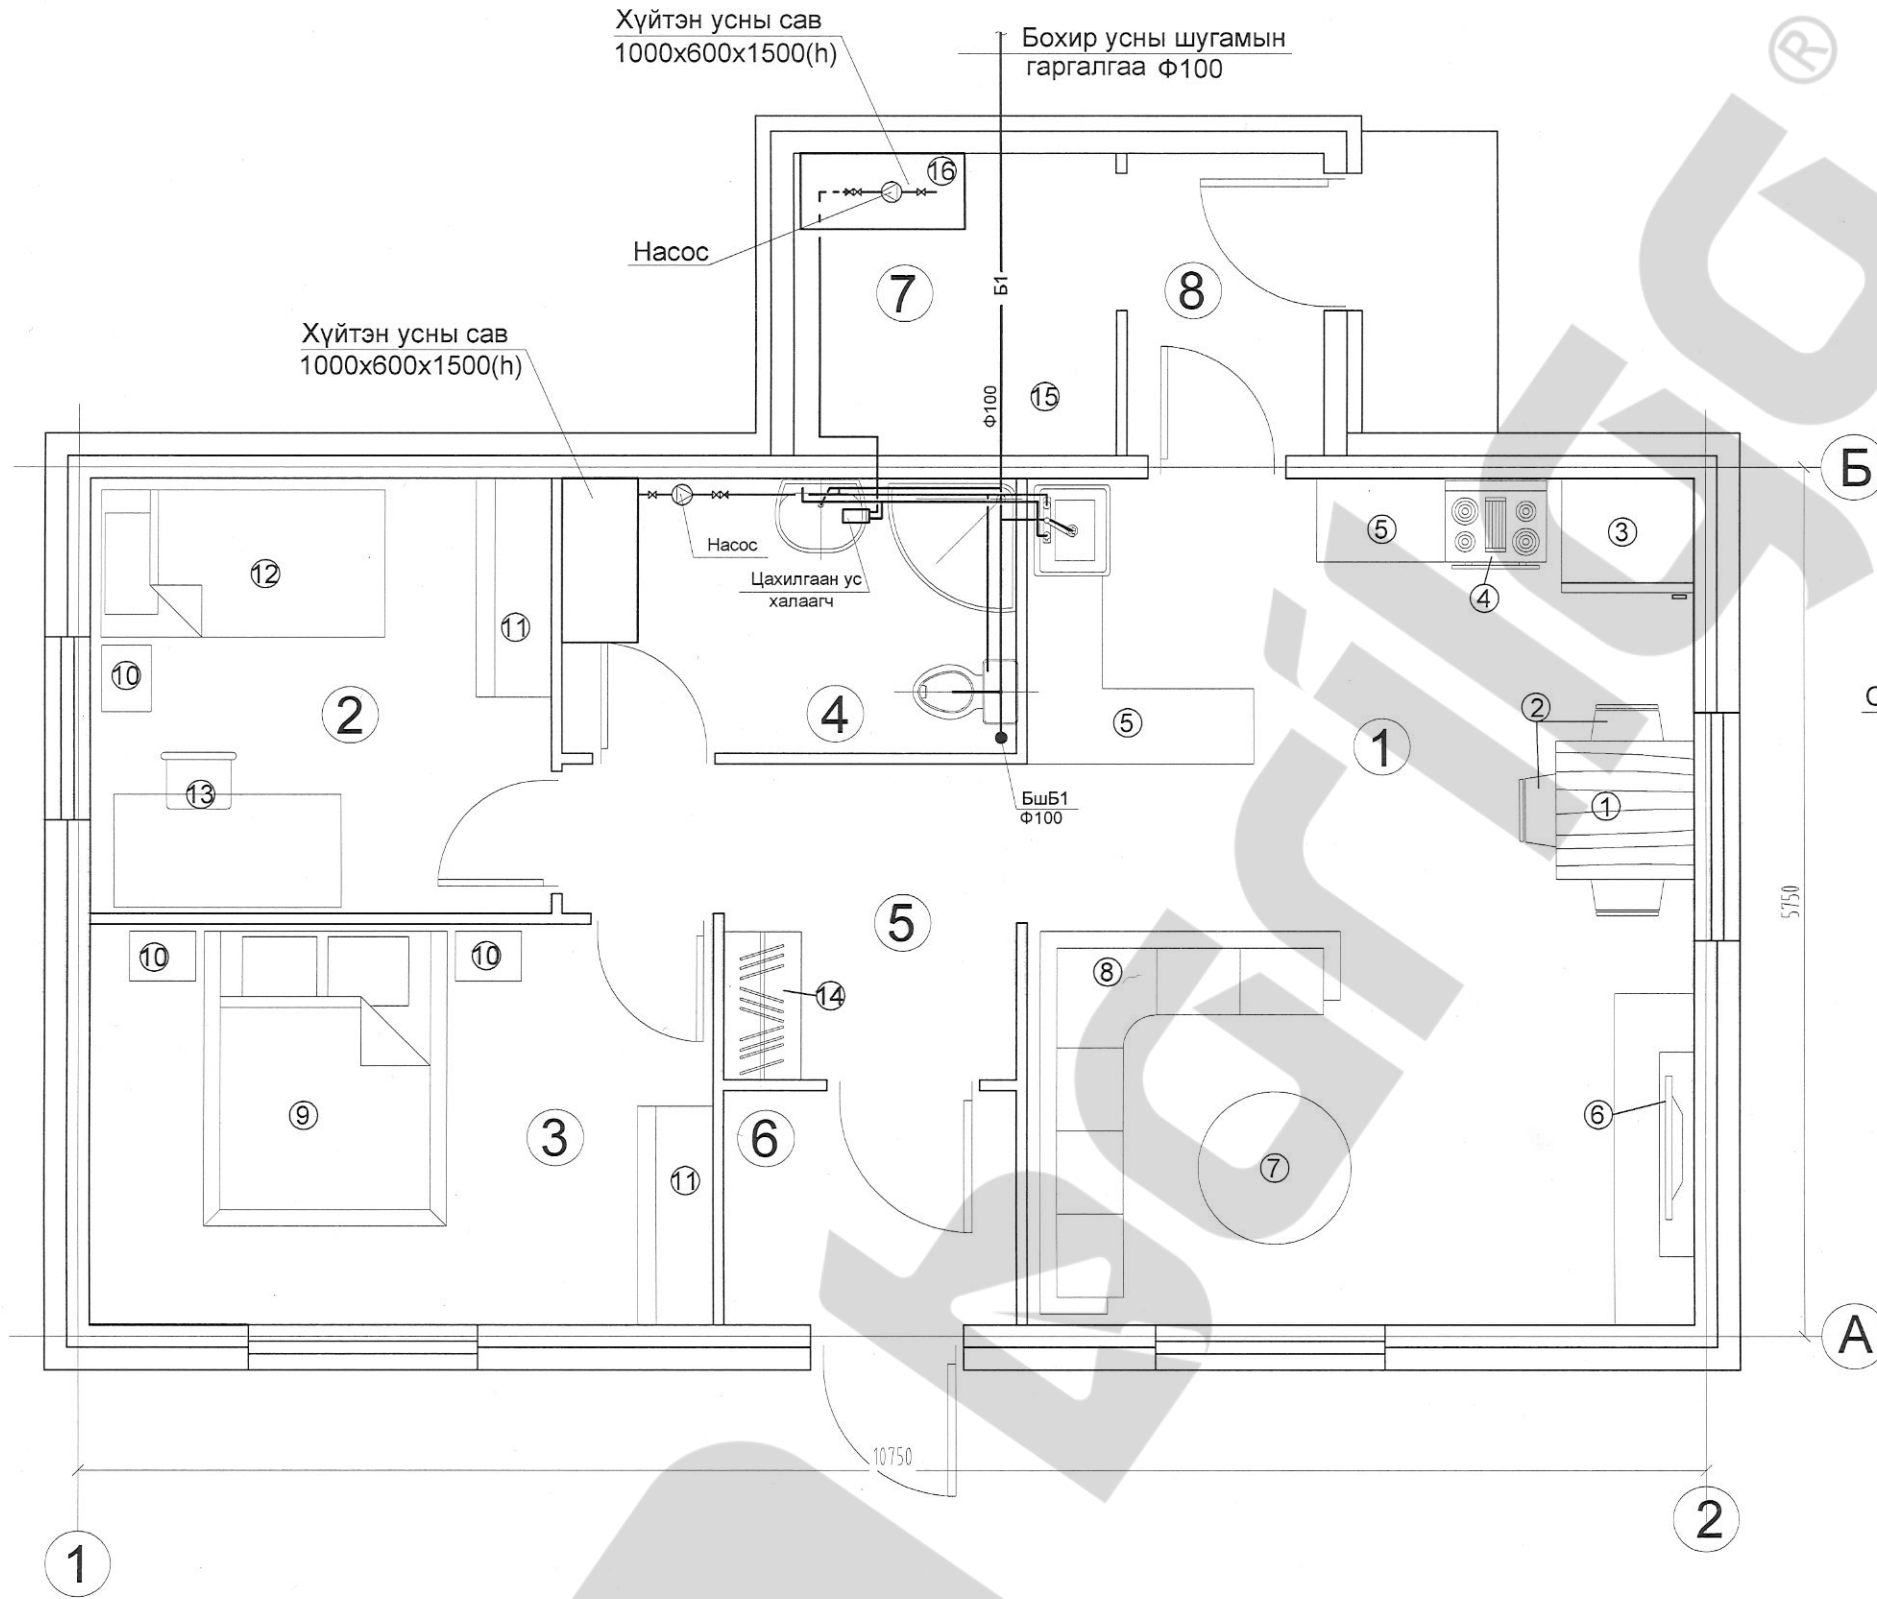 Хүйтэн усны сав
1000x600x1500(h)
Бохир усны шугамын
гаргалгаа Ф100
®
16
Насос
7
Б1
8
Хүйтэн усны сав
1000x600x1500(h)
Ф100
15
Б
12
11
10
2
13
Насос
Цахилгаан ус
халаагч
4
5
4
3
5
1
2
1
БшБ1
Ф100
5750
5
10
10
14
8
9
3
11
6
7
6
А
10750
1
2
barilga